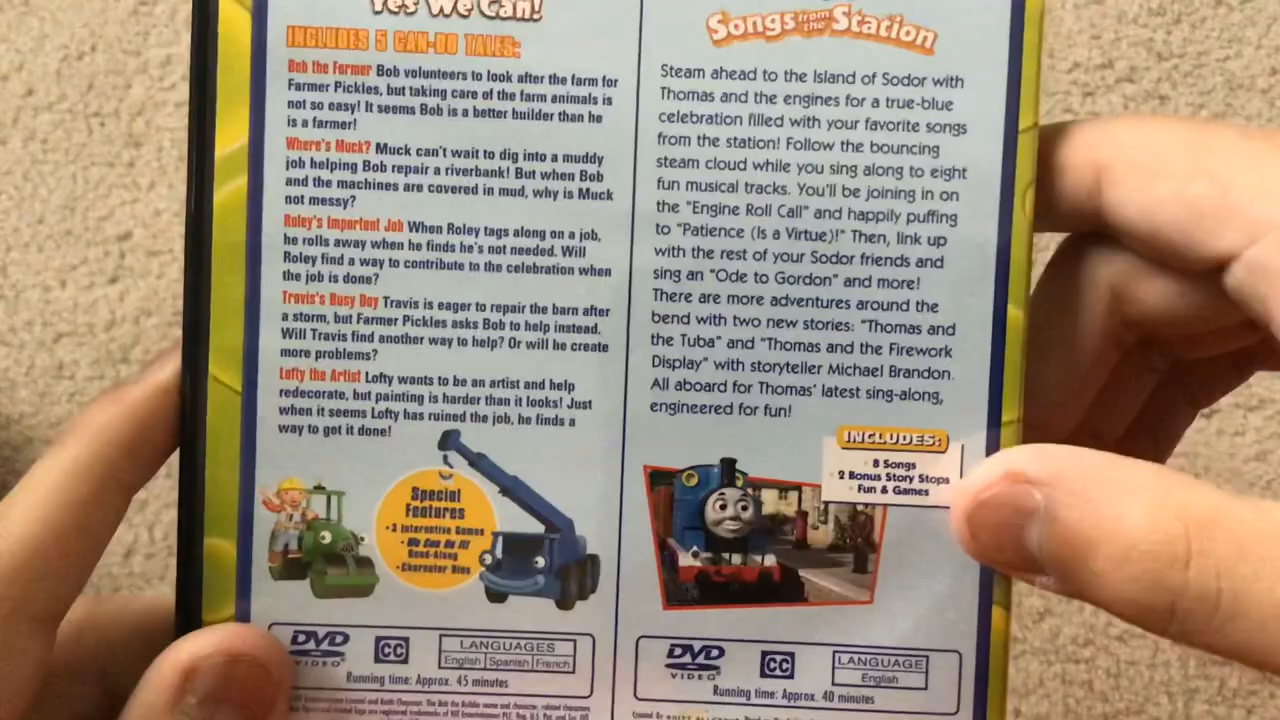 Yes We Can!
INCLUDES 5 CAN-DO TALES:
Bob the Farmer Bob volunteers to look after the farm for
Farmer Pickles, but taking care of the farm animals is
not so easy! It seems Bob is a better builder than he
is a farmer!
Where's Muck? Muck can't wait to dig into a muddy
job helping Bob repair a riverbank! But when Bob
and the machines are covered in mud, why is Muck
not messy?
Roley's Important Job When Roley tags along on a job,
he rolls away when he finds he's not needed. Will
Roley find a way to contribute to the celebration when
the job is done?
Travis's Busy Day Travis is eager to repair the barn after
a storm, but Farmer Pickles asks Bob to help instead.
Will Travis find another way to help? Or will he create
more problems?
Lofty the Artist Lofty wants to be an artist and help
redecorate, but painting is harder than it looks! Just
when it seems Lofty has ruined the job, he finds a
way to get it done!
Special
Features
• 3 Interactive Games
• We Can Do It!
Read-Along
• Character Bios
DVD
VIDEO
CC
LANGUAGES
English Spanish French
Running time: Approx. 45 minutes
Songs from the Station
Steam ahead to the Island of Sodor with
Thomas and the engines for a true-blue
celebration filled with your favorite songs
from the station! Follow the bouncing
steam cloud while you sing along to eight
fun musical tracks. You'll be joining in on
the "Engine Roll Call" and happily puffing
to "Patience (Is a Virtue)!" Then, link up
with the rest of your Sodor friends and
sing an "Ode to Gordon" and more!
There are more adventures around the
bend with two new stories: "Thomas and
the Tuba" and "Thomas and the Firework
Display" with storyteller Michael Brandon.
All aboard for Thomas' latest sing-along,
engineered for fun!
INCLUDES:
• 8 Songs
• 2 Bonus Story Stops
• Fun & Games
DVD
VIDEO
CC
LANGUAGE
English
Running time: Approx. 40 minutes